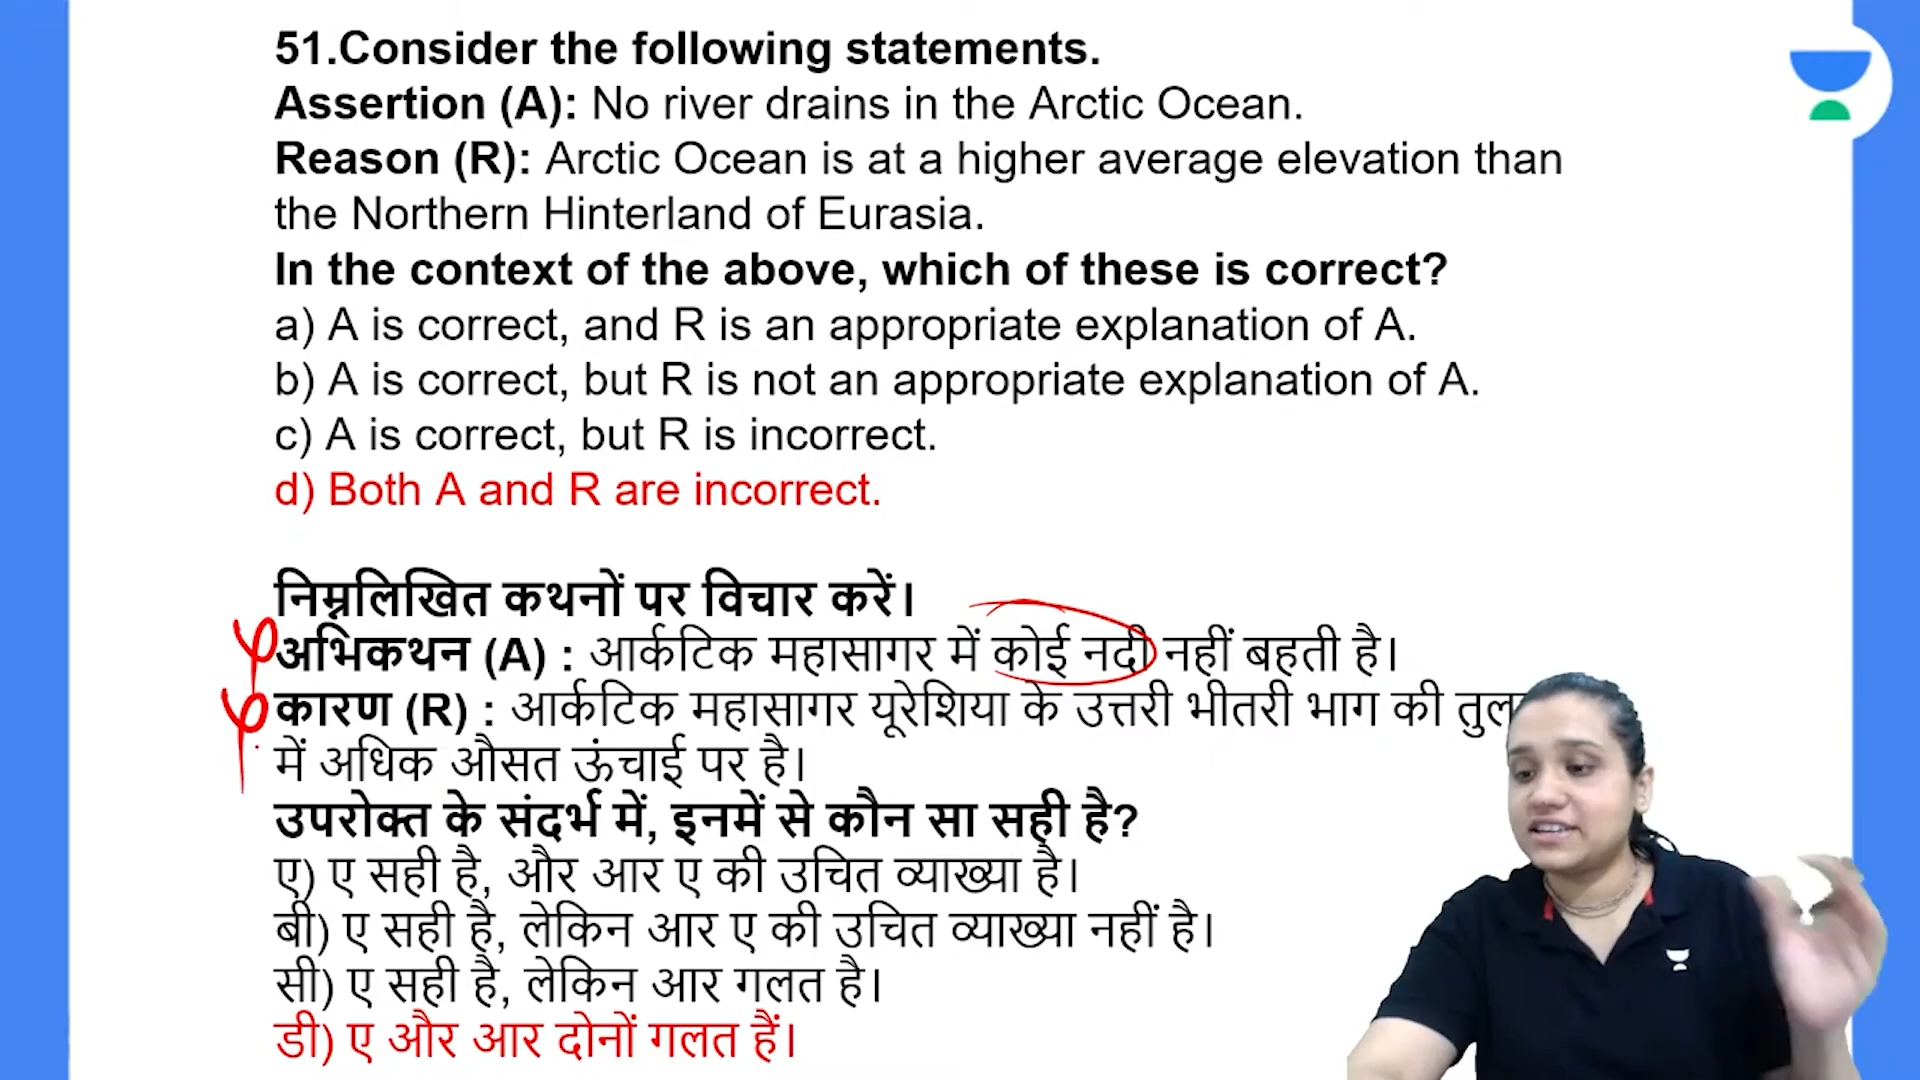 51.Consider the following statements.
Assertion (A): No river drains in the Arctic Ocean.
Reason (R): Arctic Ocean is at a higher average elevation than
the Northern Hinterland of Eurasia.
In the context of the above, which of these is correct?
a) A is correct, and R is an appropriate explanation of A.
b) A is correct, but R is not an appropriate explanation of A.
c) A is correct, but R is incorrect.
d) Both A and R are incorrect.
निम्नलिखित कथनों पर विचार करें।
अभिकथन (A) : आर्कटिक महासागर में कोई नदी नहीं बहती है।
कारण (R) : आर्कटिक महासागर यूरेशिया के उत्तरी भीतरी भाग की
में अधिक औसत ऊंचाई पर है।
उपरोक्त के संदर्भ में, इनमें से कौन सा सही है?
ए) ए सही है, और आर ए की उचित व्याख्या है।
बी) ए सही है, लेकिन आर ए की उचित व्याख्या नहीं है।
सी) ए सही है, लेकिन आर गलत है।
डी) ए और आर दोनों गलत हैं।